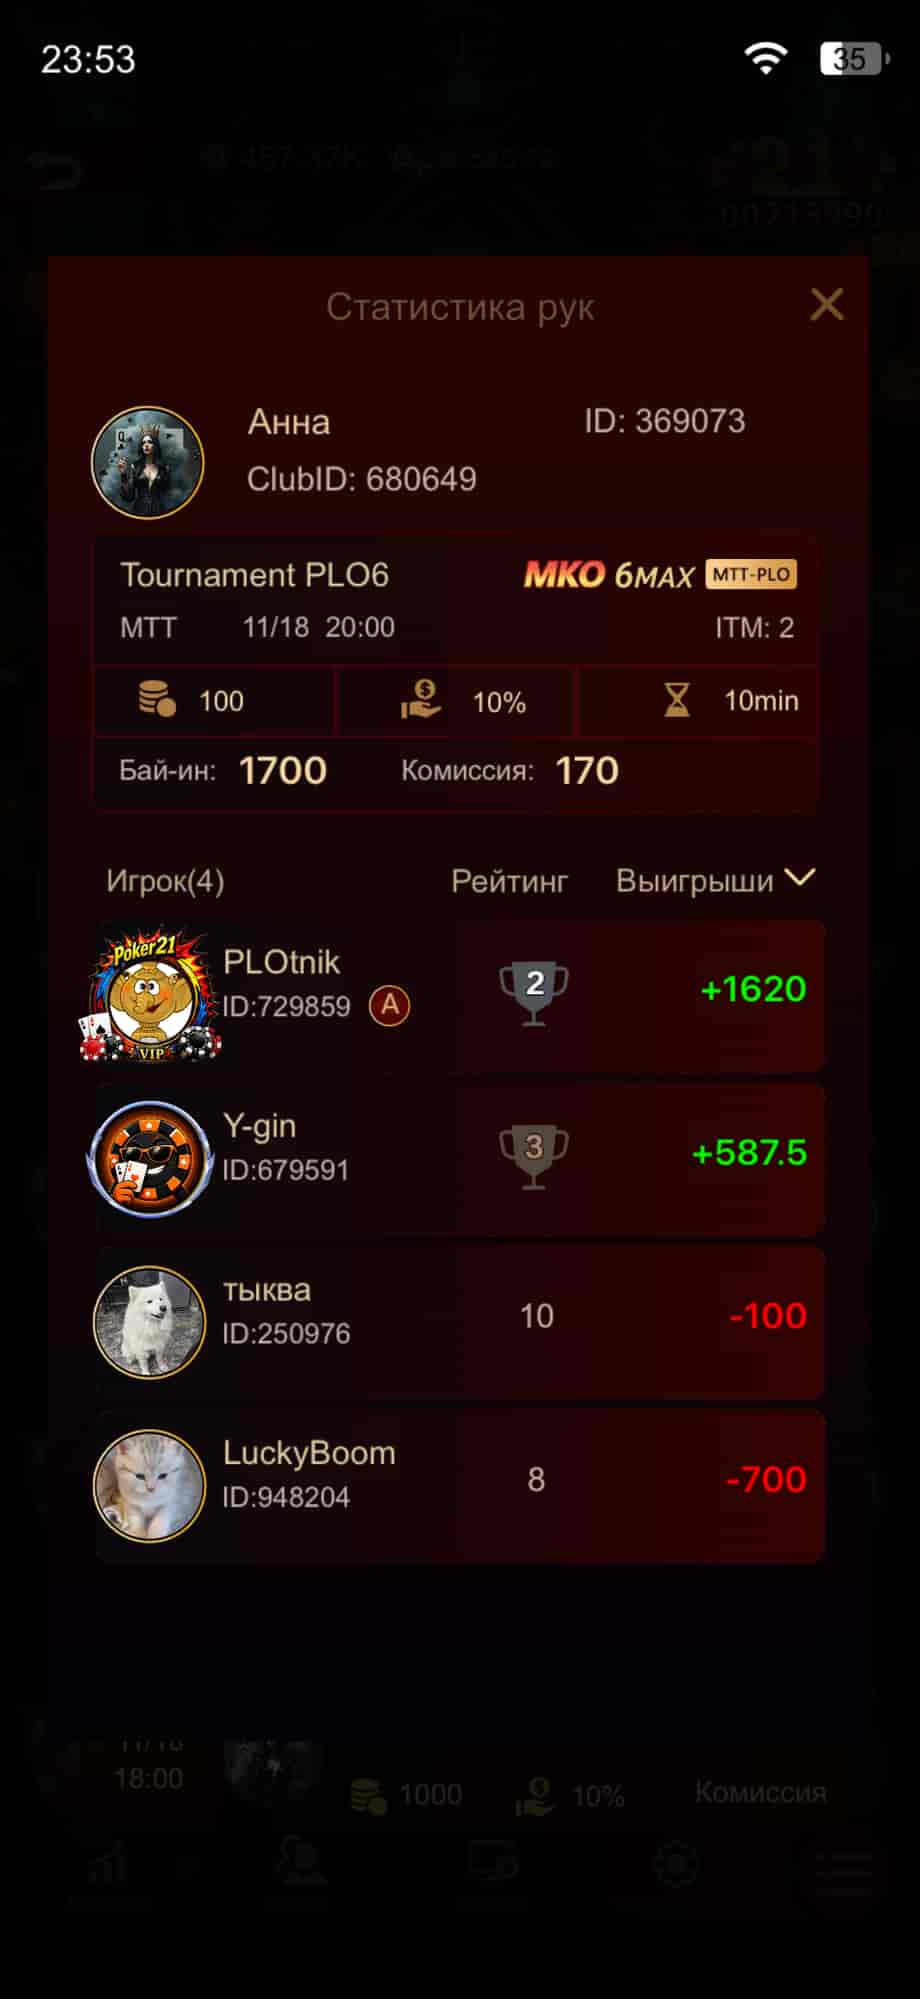 23:53
35
Статистика рук
Анна
ID: 369073
ClubID: 680649
Tournament PLO6
MKO 6MAX MTT-PLO
MTT 11/18 20:00
ITM: 2
100
10%
10min
Бай-ин: 1700 Комиссия: 170
Игрок(4) Рейтинг Выигрыши
Poker21
VIP
PLOtnik
ID:729859 A
2
+1620
Y-gin
ID:679591
3
+587.5
тыква
ID:250976
10
-100
LuckyBoom
ID:948204
8
-700
11/18
18:00
1000
10%
Комиссия